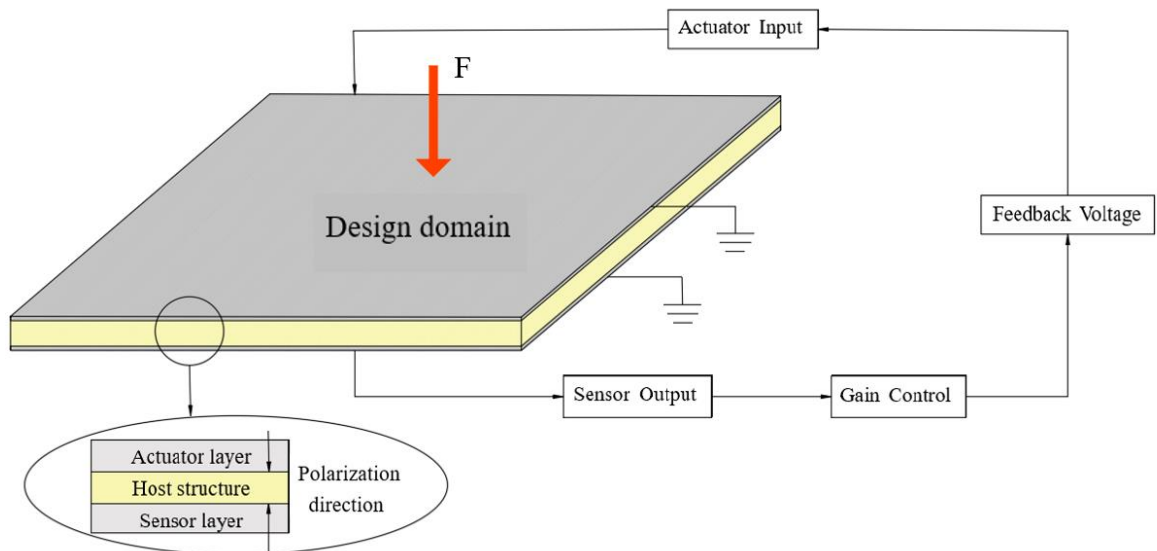 Actuator Input
F
Design domain
Feedback Voltage
Sensor Output
Gain Control
Actuator layer
Host structure
Sensor layer
Polarization
direction